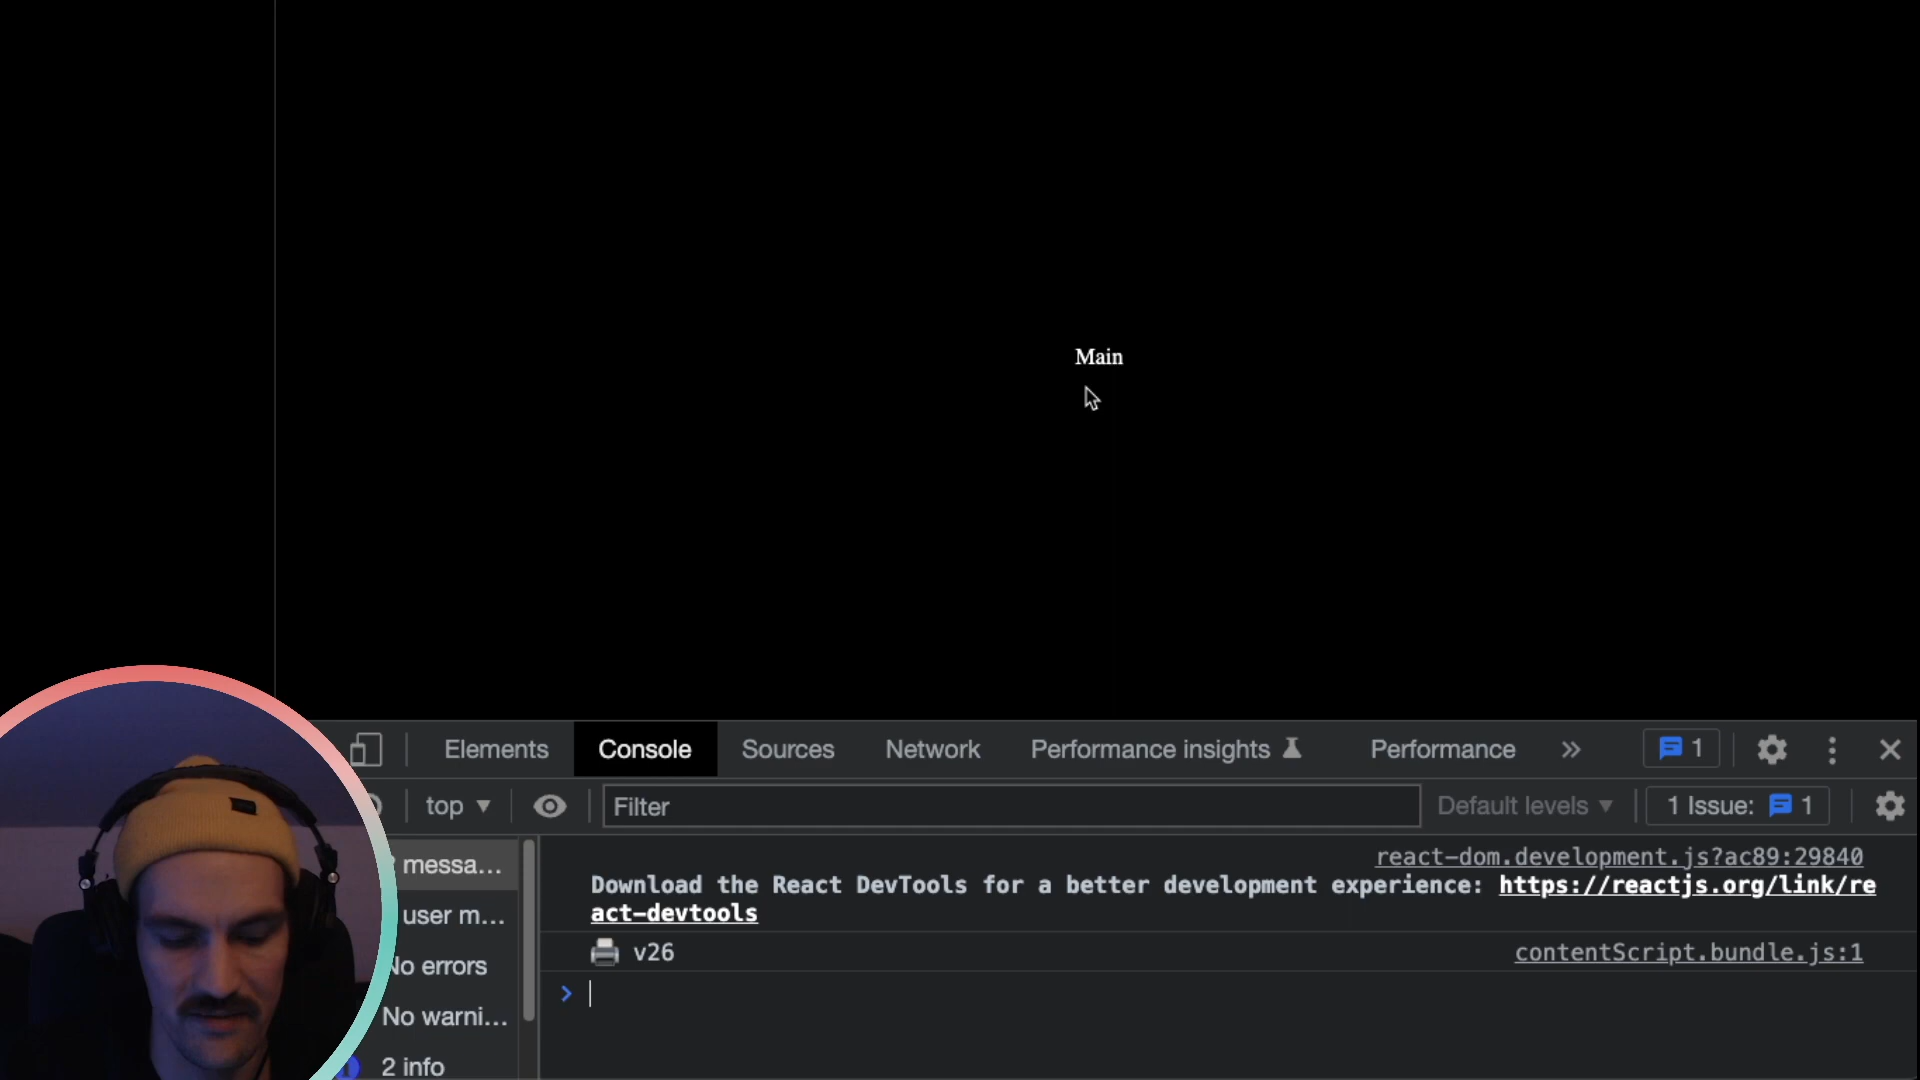 Main
Elements Console Sources Network Performance insights Performance » 1
top Filter Default levels 1 Issue: 1
messa…
user m…
No errors
No warni…
2 info
react-dom.development.js?ac89:29840
Download the React DevTools for a better development experience: https://reactjs.org/link/re
act-devtools
v26 contentScript.bundle.js:1
>